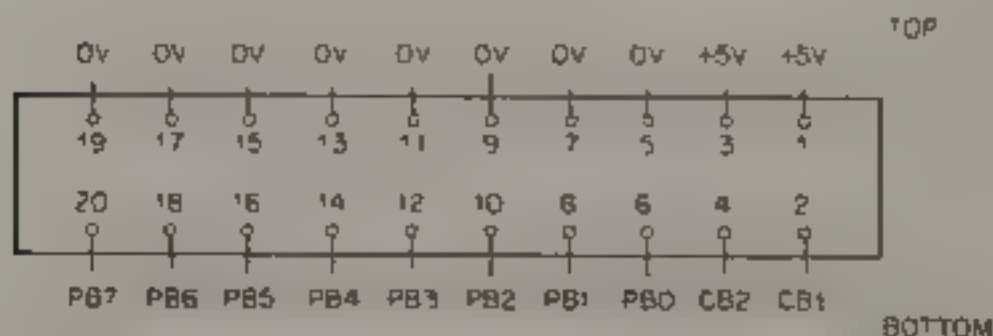 TOP
0V 0V 0V 0V 0V 0V 0V 0V +5V +5V
19 17 15 13 11 9 7 5 3 1
20 18 16 14 12 10 8 6 4 2
PB7 PB6 PB5 PB4 PB3 PB2 PB1 PB0 CB2 CB1
BOTTOM